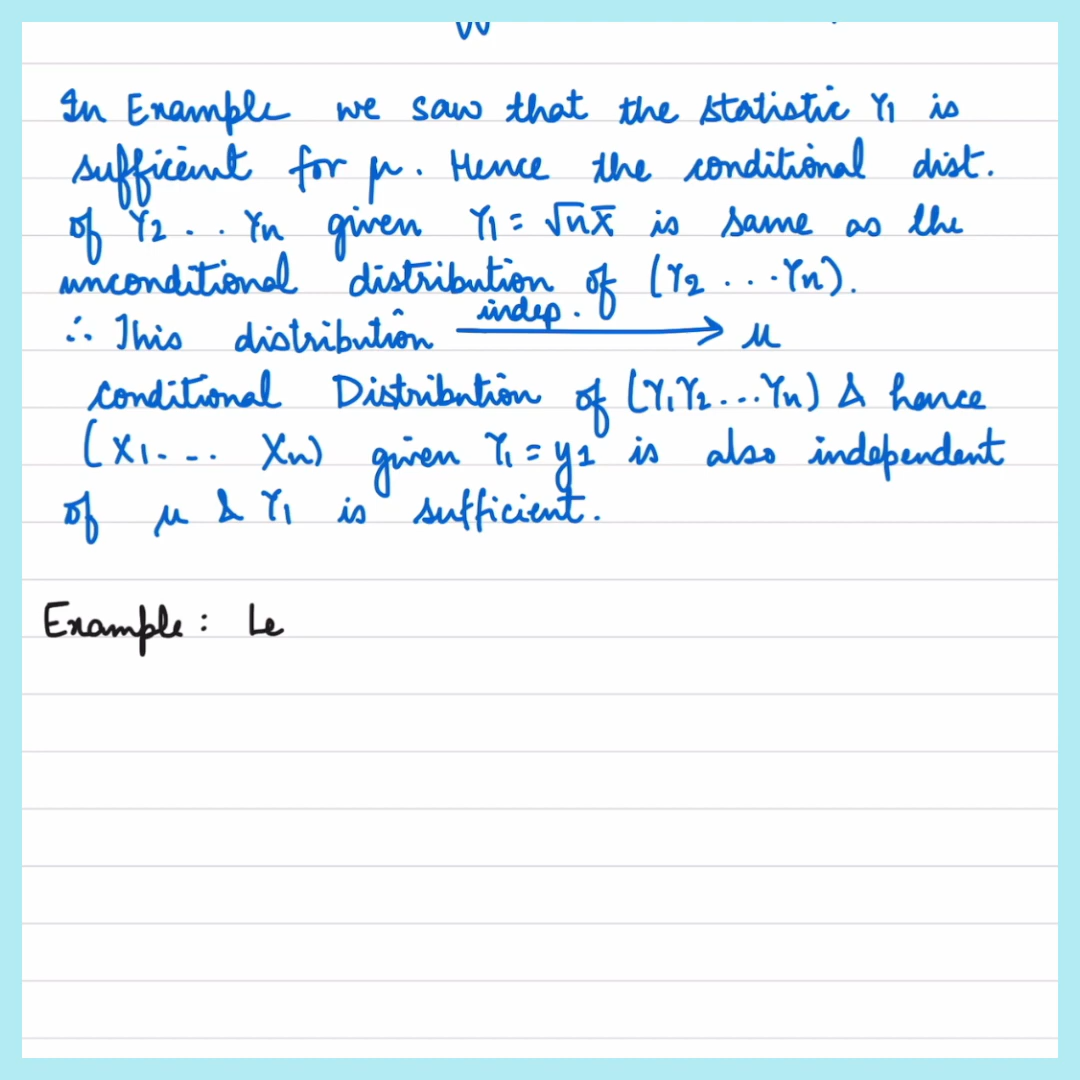 In Example we saw that the statistic Y1 is
sufficient for μ. Hence the conditional dist.
of Y2 .. Yn given Y1 = √n x̄ is same as the
unconditional distribution of (Y2 ... Yn).
∴ This distribution indep. → μ
conditional Distribution of (Y1Y2...Yn) & hence
(X1... Xn) given Y1 = y1 is also independent
of μ & Y1 is sufficient.
Example: Le